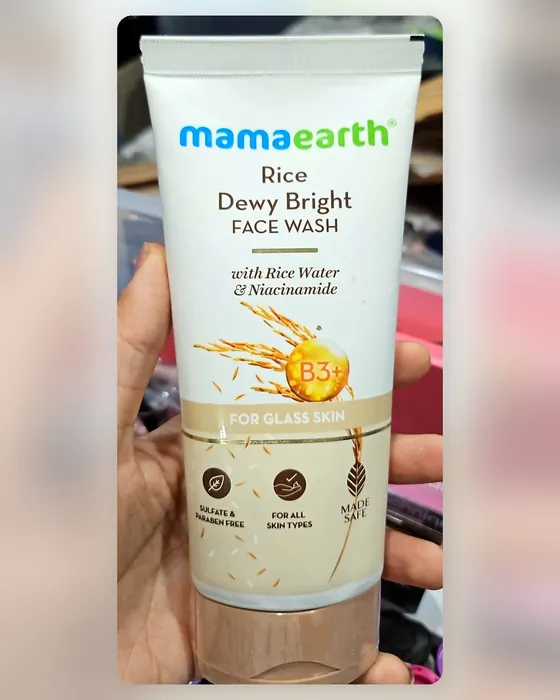 mamaearth®
Rice
Dewy Bright
FACE WASH
with Rice Water
& Niacinamide
B3+
FOR GLASS SKIN
SULFATE &
PARABEN FREE
FOR ALL
SKIN TYPES
MADE
SAFE